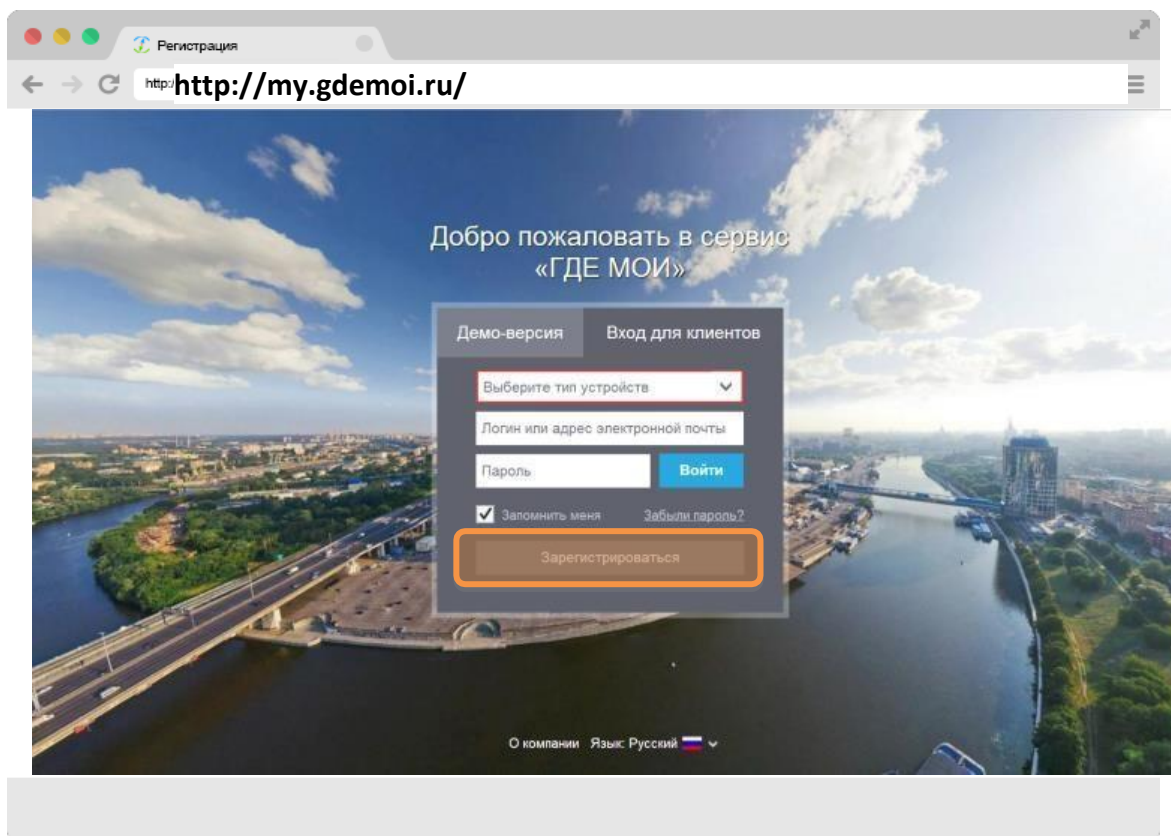 Регистрация
http:/
http://my.gdemoi.ru/
Добро пожаловать в сервис
«ГДЕ МОИ»
Демо-версия Вход для клиентов
Выберите тип устройств
Логин или адрес электронной почты
Пароль Войти
Запомнить меня Забыли пароль?
Зарегистрироваться
О компании Язык: Русский